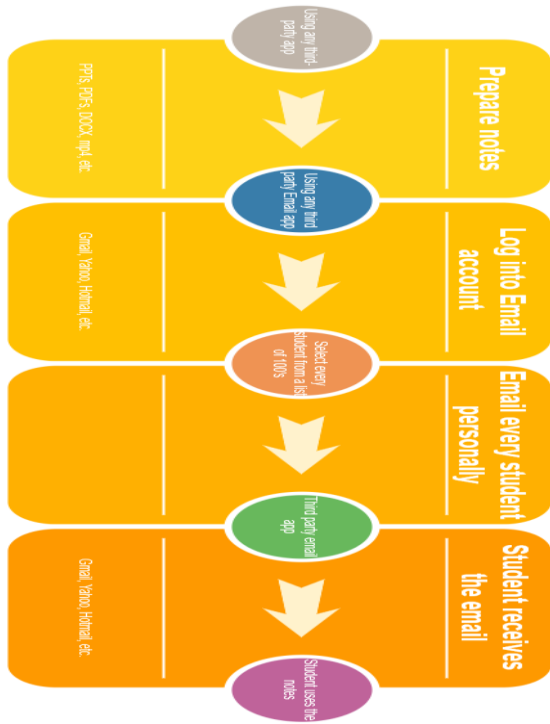 Prepare notes
Log into Email
account
Email every student
personally
Student receives
the email
Using any third-
party app
Using any third
party Email app
Select every
student from a list
of 100's
Third party email
app
Student uses the
notes
PPTs, PDFs, DOCX, mp4, etc.
Gmail, Yahoo, Hotmail, etc.
Gmail, Yahoo, Hotmail, etc.